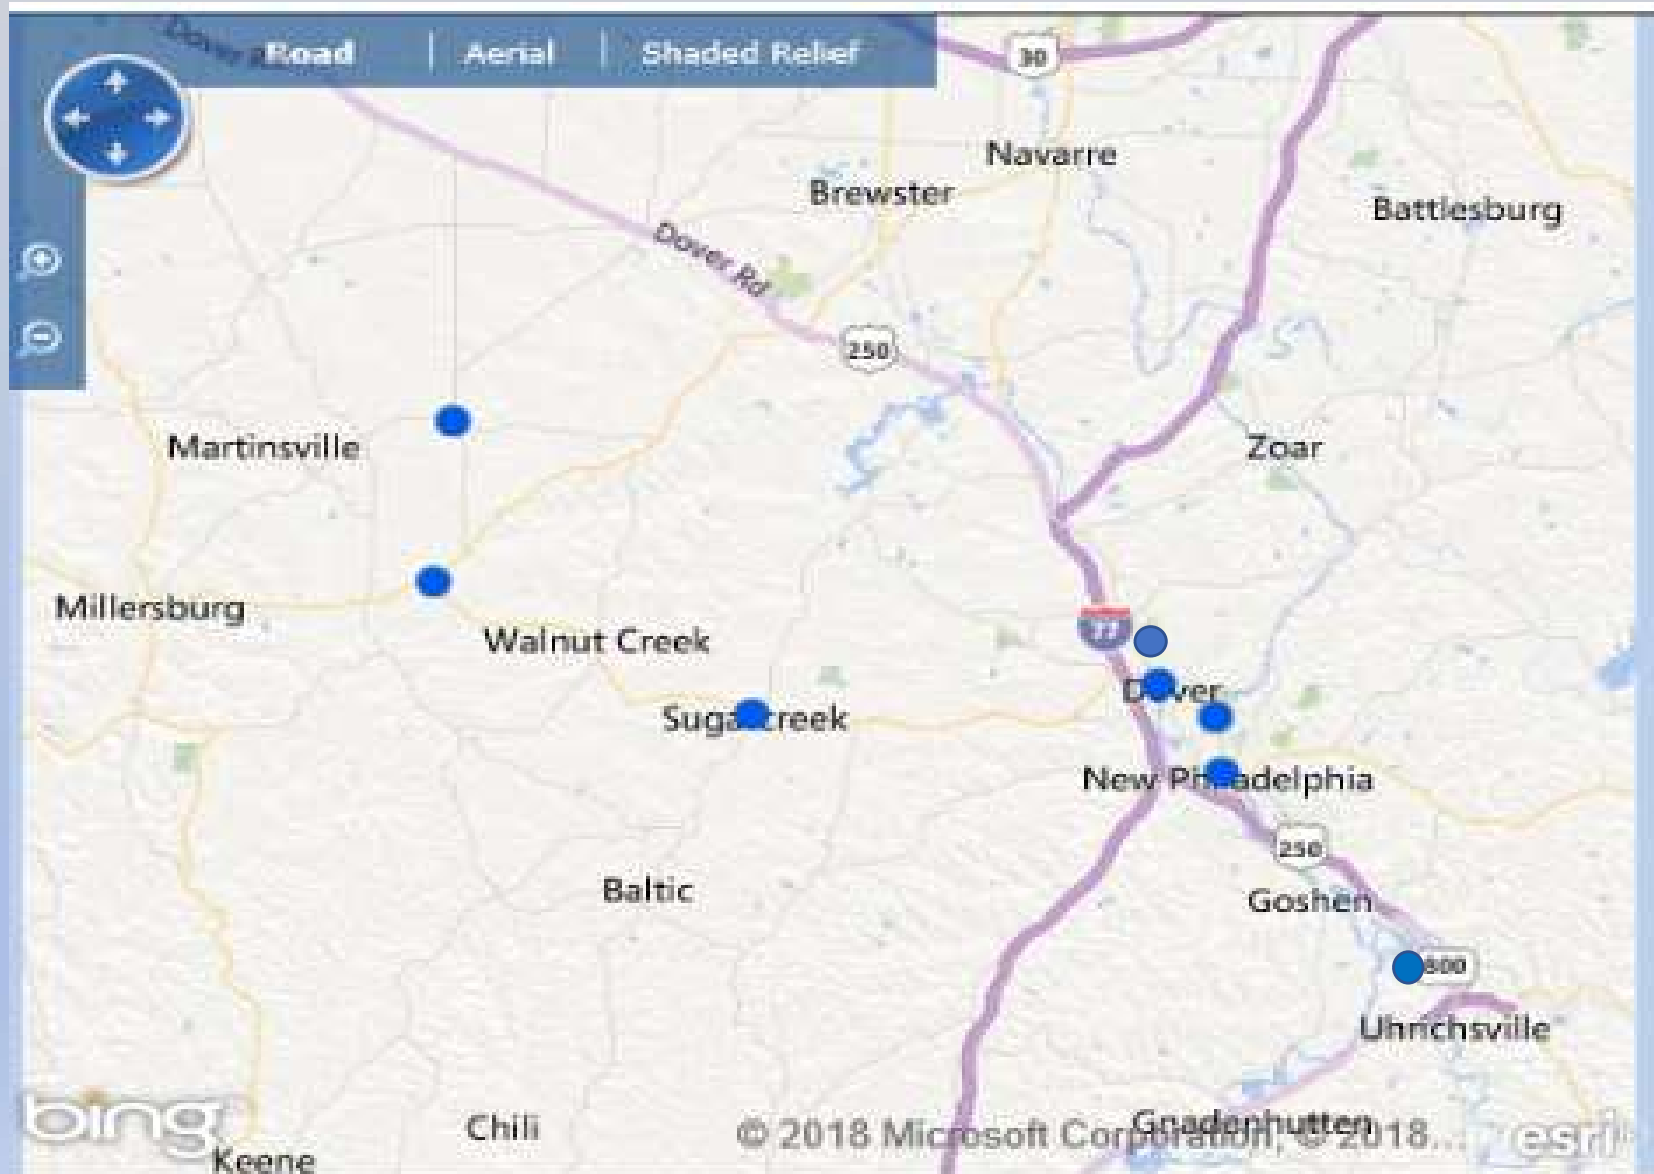 Road | Aerial | Shaded Relief
Dover
30
Navarre
Brewster
Battlesburg
Dover Rd
250
Martinsville
Zoar
Millersburg
77
Walnut Creek
Dover
Sugarcreek
New Philadelphia
250
Baltic
Goshen
800
Uhrichsville
bing
Chili
Gnadenhutten
© 2018 Microsoft Corporation, © 2018...
esri
Keene